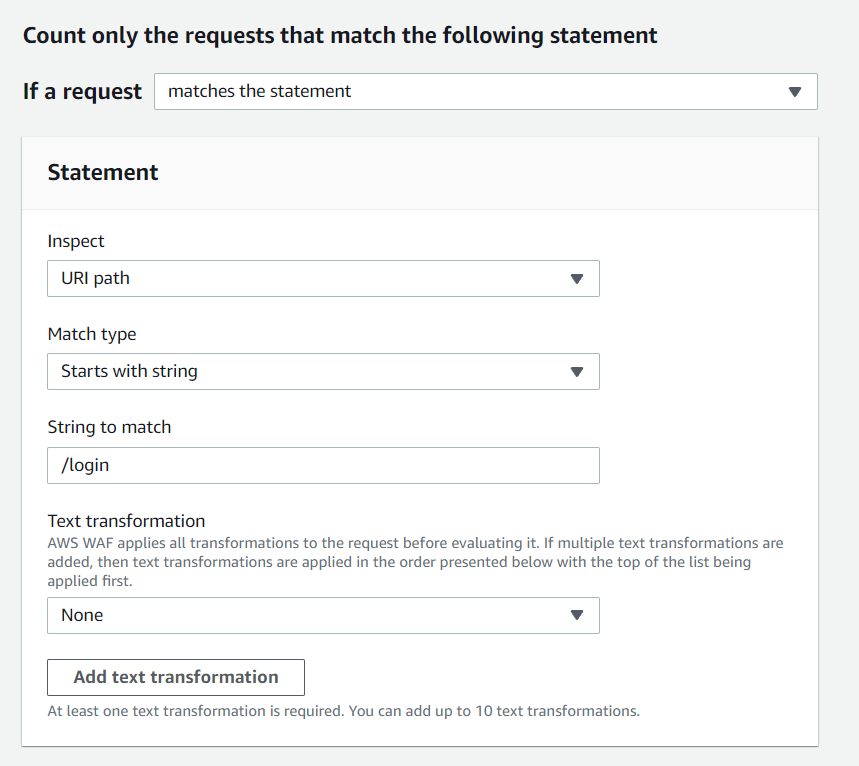 Count only the requests that match the following statement
If a request matches the statement
Statement
Inspect
URI path
Match type
Starts with string
String to match
/login
Text transformation
AWS WAF applies all transformations to the request before evaluating it. If multiple text transformations are
added, then text transformations are applied in the order presented below with the top of the list being
applied first.
None
Add text transformation
At least one text transformation is required. You can add up to 10 text transformations.